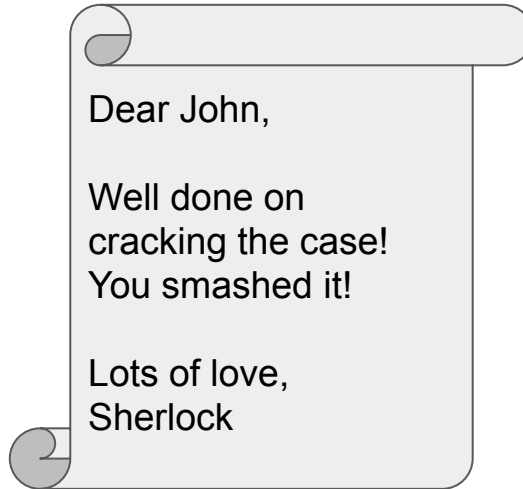 Dear John,
Well done on
cracking the case!
You smashed it!
Lots of love,
Sherlock